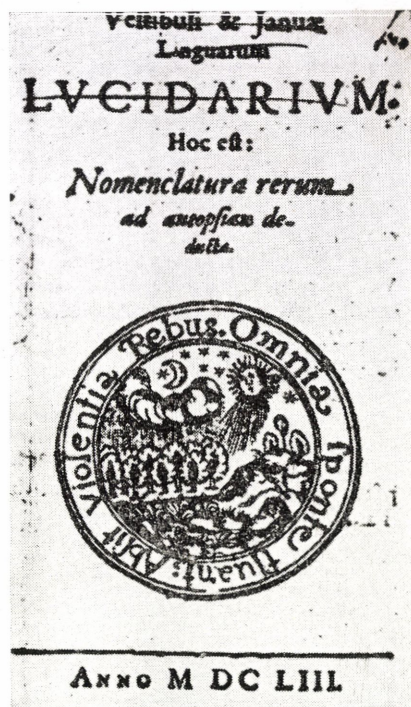 Veſtibuli & Januæ
Linguarum
LVCIDARIVM.
Hoc eſt:
Nomenclatura rerum,
ad autopſiam de-
ducta.
Omnia ſponte fluant: Abſit Violentia Rebus.
ANNO M DC LIII.